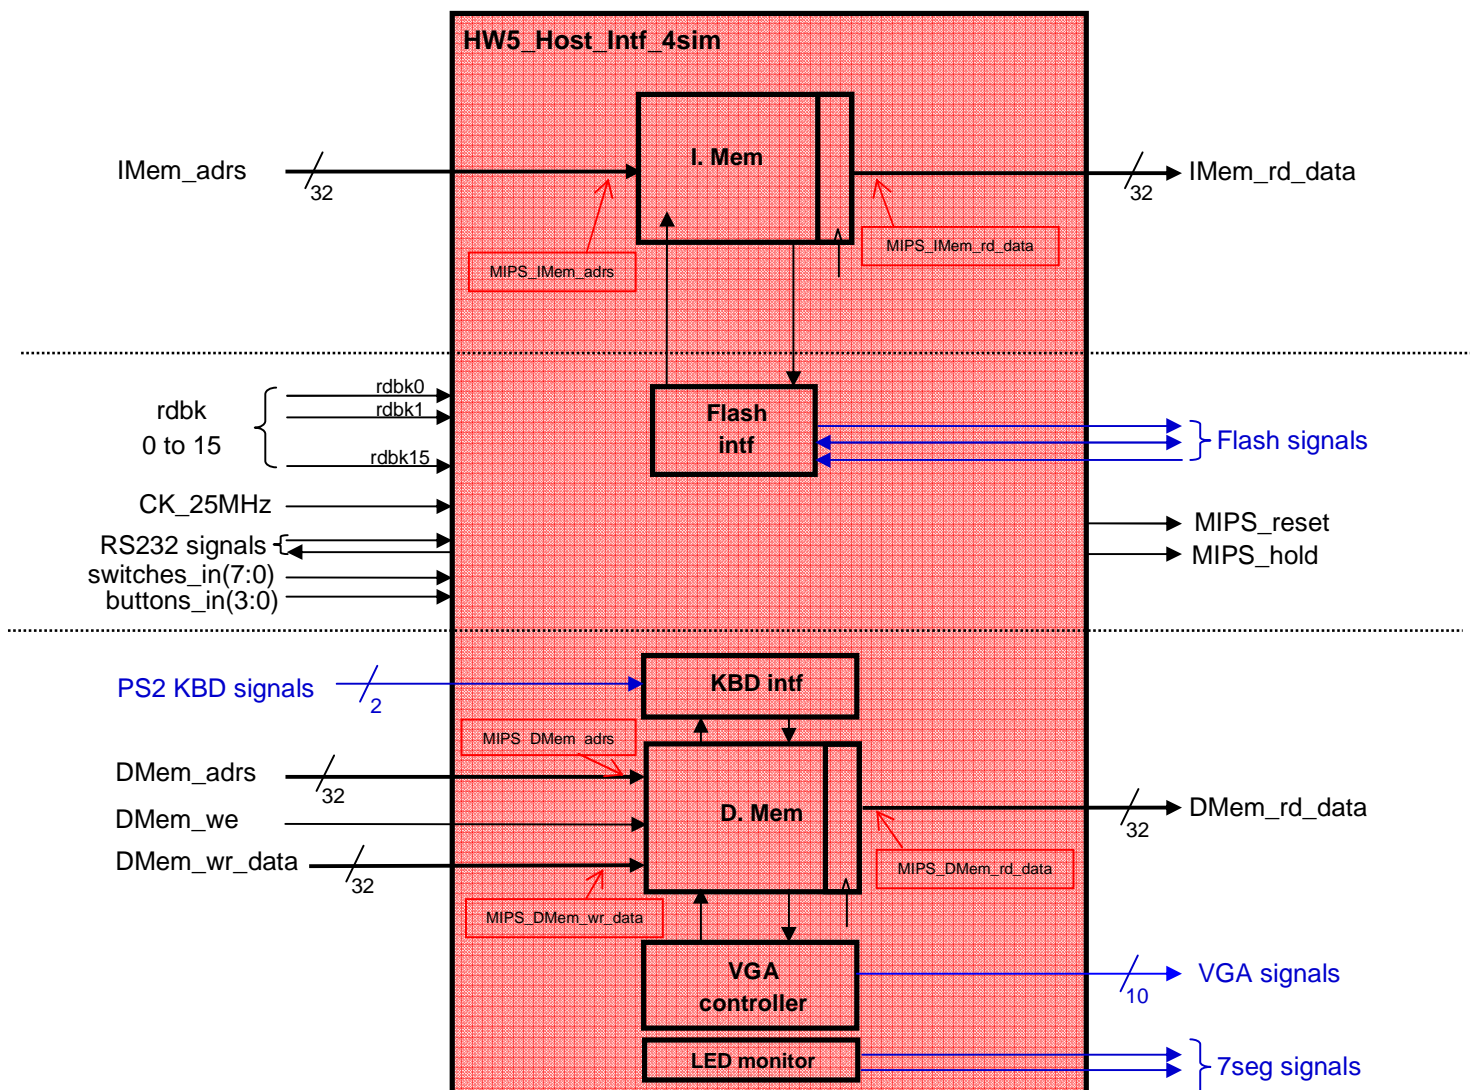 HW5_Host_Intf_4sim
I. Mem
IMem_adrs
32
32
IMem_rd_data
MIPS_IMem_adrs
MIPS_IMem_rd_data
rdbk
0 to 15
rdbk0
rdbk1
rdbk15
Flash
intf
Flash signals
CK_25MHz
RS232 signals
switches_in(7:0)
buttons_in(3:0)
MIPS_reset
MIPS_hold
PS2 KBD signals
2
KBD intf
MIPS_DMem_adrs
DMem_adrs
32
DMem_we
DMem_wr_data
32
D. Mem
32
DMem_rd_data
MIPS_DMem_rd_data
MIPS_DMem_wr_data
VGA
controller
10
VGA signals
LED monitor
7seg signals